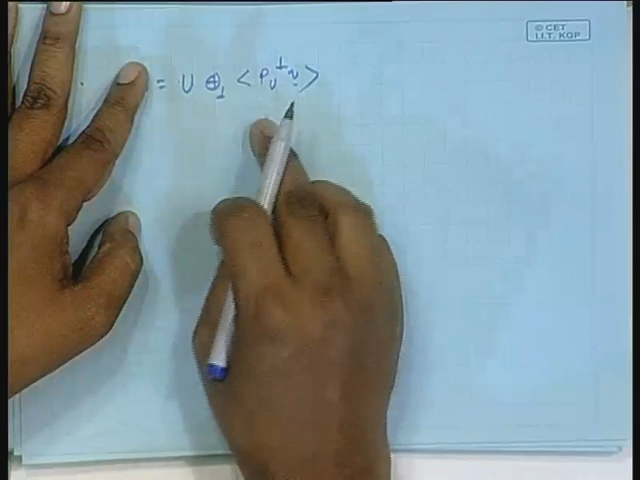 © CET
I.I.T. KGP
= U ⊕⊥ < P_U^⊥ v >